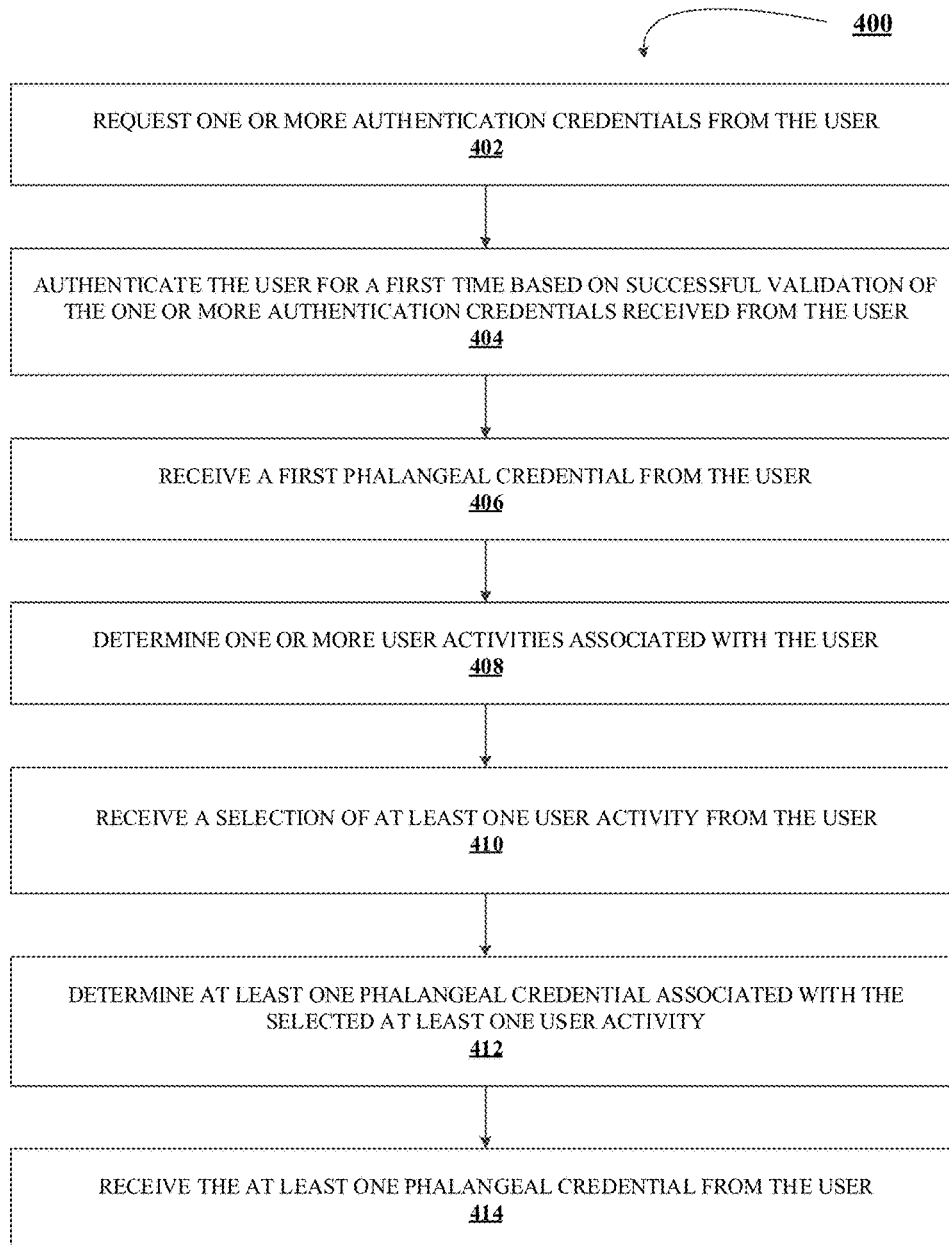 400
REQUEST ONE OR MORE AUTHENTICATION CREDENTIALS FROM THE USER
402
AUTHENTICATE THE USER FOR A FIRST TIME BASED ON SUCCESSFUL VALIDATION OF
THE ONE OR MORE AUTHENTICATION CREDENTIALS RECEIVED FROM THE USER
404
RECEIVE A FIRST PHALANGEAL CREDENTIAL FROM THE USER
406
DETERMINE ONE OR MORE USER ACTIVITIES ASSOCIATED WITH THE USER
408
RECEIVE A SELECTION OF AT LEAST ONE USER ACTIVITY FROM THE USER
410
DETERMINE AT LEAST ONE PHALANGEAL CREDENTIAL ASSOCIATED WITH THE
SELECTED AT LEAST ONE USER ACTIVITY
412
RECEIVE THE AT LEAST ONE PHALANGEAL CREDENTIAL FROM THE USER
414